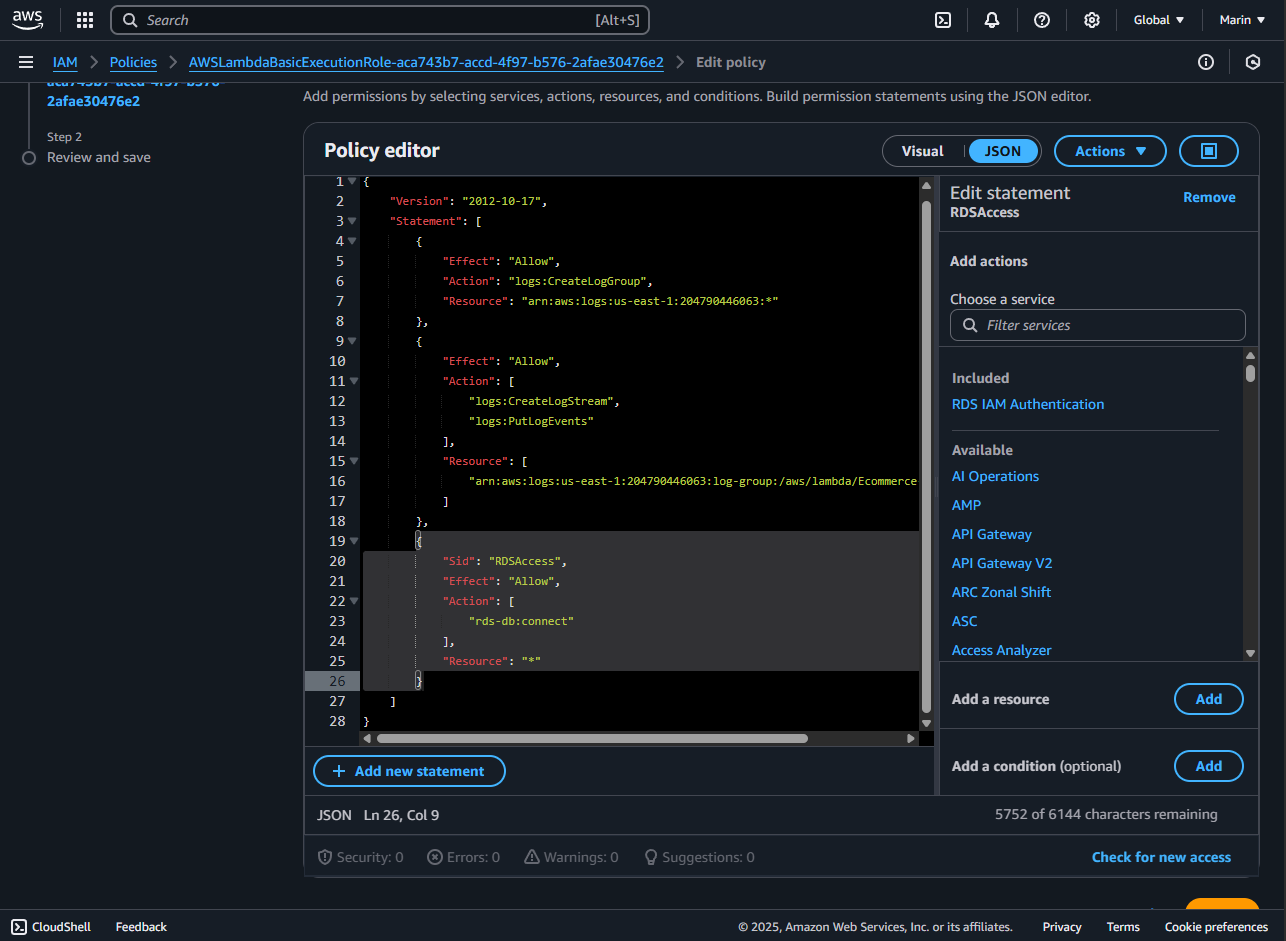 aws
Search
[Alt+S]
Global
Marin
IAM
Policies
AWSLambdaBasicExecutionRole-aca743b7-accd-4f97-b576-2afae30476e2
Edit policy
aca743b7-accd-4f97-b576-
2afae30476e2
Step 2
Review and save
Add permissions by selecting services, actions, resources, and conditions. Build permission statements using the JSON editor.
Policy editor
Visual
JSON
Actions
1 {
2 "Version": "2012-10-17",
3 "Statement": [
4 {
5 "Effect": "Allow",
6 "Action": "logs:CreateLogGroup",
7 "Resource": "arn:aws:logs:us-east-1:204790446063:*"
8 },
9 {
10 "Effect": "Allow",
11 "Action": [
12 "logs:CreateLogStream",
13 "logs:PutLogEvents"
14 ],
15 "Resource": [
16 "arn:aws:logs:us-east-1:204790446063:log-group:/aws/lambda/Ecommerce-
17 ]
18 },
19 {
20 "Sid": "RDSAccess",
21 "Effect": "Allow",
22 "Action": [
23 "rds-db:connect"
24 ],
25 "Resource": "*"
26 }
27 ]
28 }
+ Add new statement
JSON Ln 26, Col 9
5752 of 6144 characters remaining
Security: 0
Errors: 0
Warnings: 0
Suggestions: 0
Check for new access
Edit statement
RDSAccess
Remove
Add actions
Choose a service
Filter services
Included
RDS IAM Authentication
Available
AI Operations
AMP
API Gateway
API Gateway V2
ARC Zonal Shift
ASC
Access Analyzer
Add a resource
Add
Add a condition (optional)
Add
CloudShell
Feedback
© 2025, Amazon Web Services, Inc. or its affiliates.
Privacy
Terms
Cookie preferences